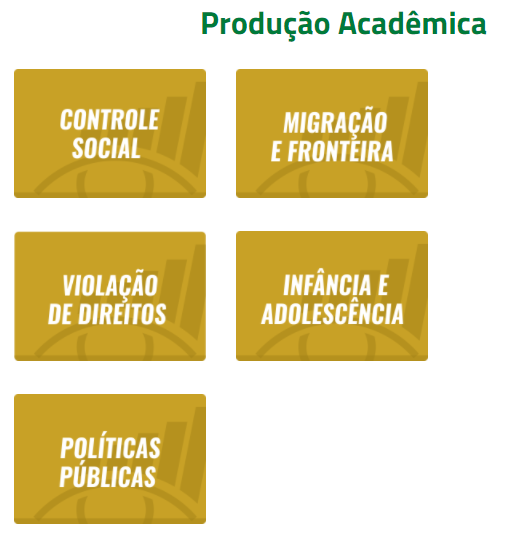 Produção Acadêmica
CONTROLE
SOCIAL
MIGRAÇÃO
E FRONTEIRA
VIOLAÇÃO
DE DIREITOS
INFÂNCIA E
ADOLESCÊNCIA
POLÍTICAS
PÚBLICAS